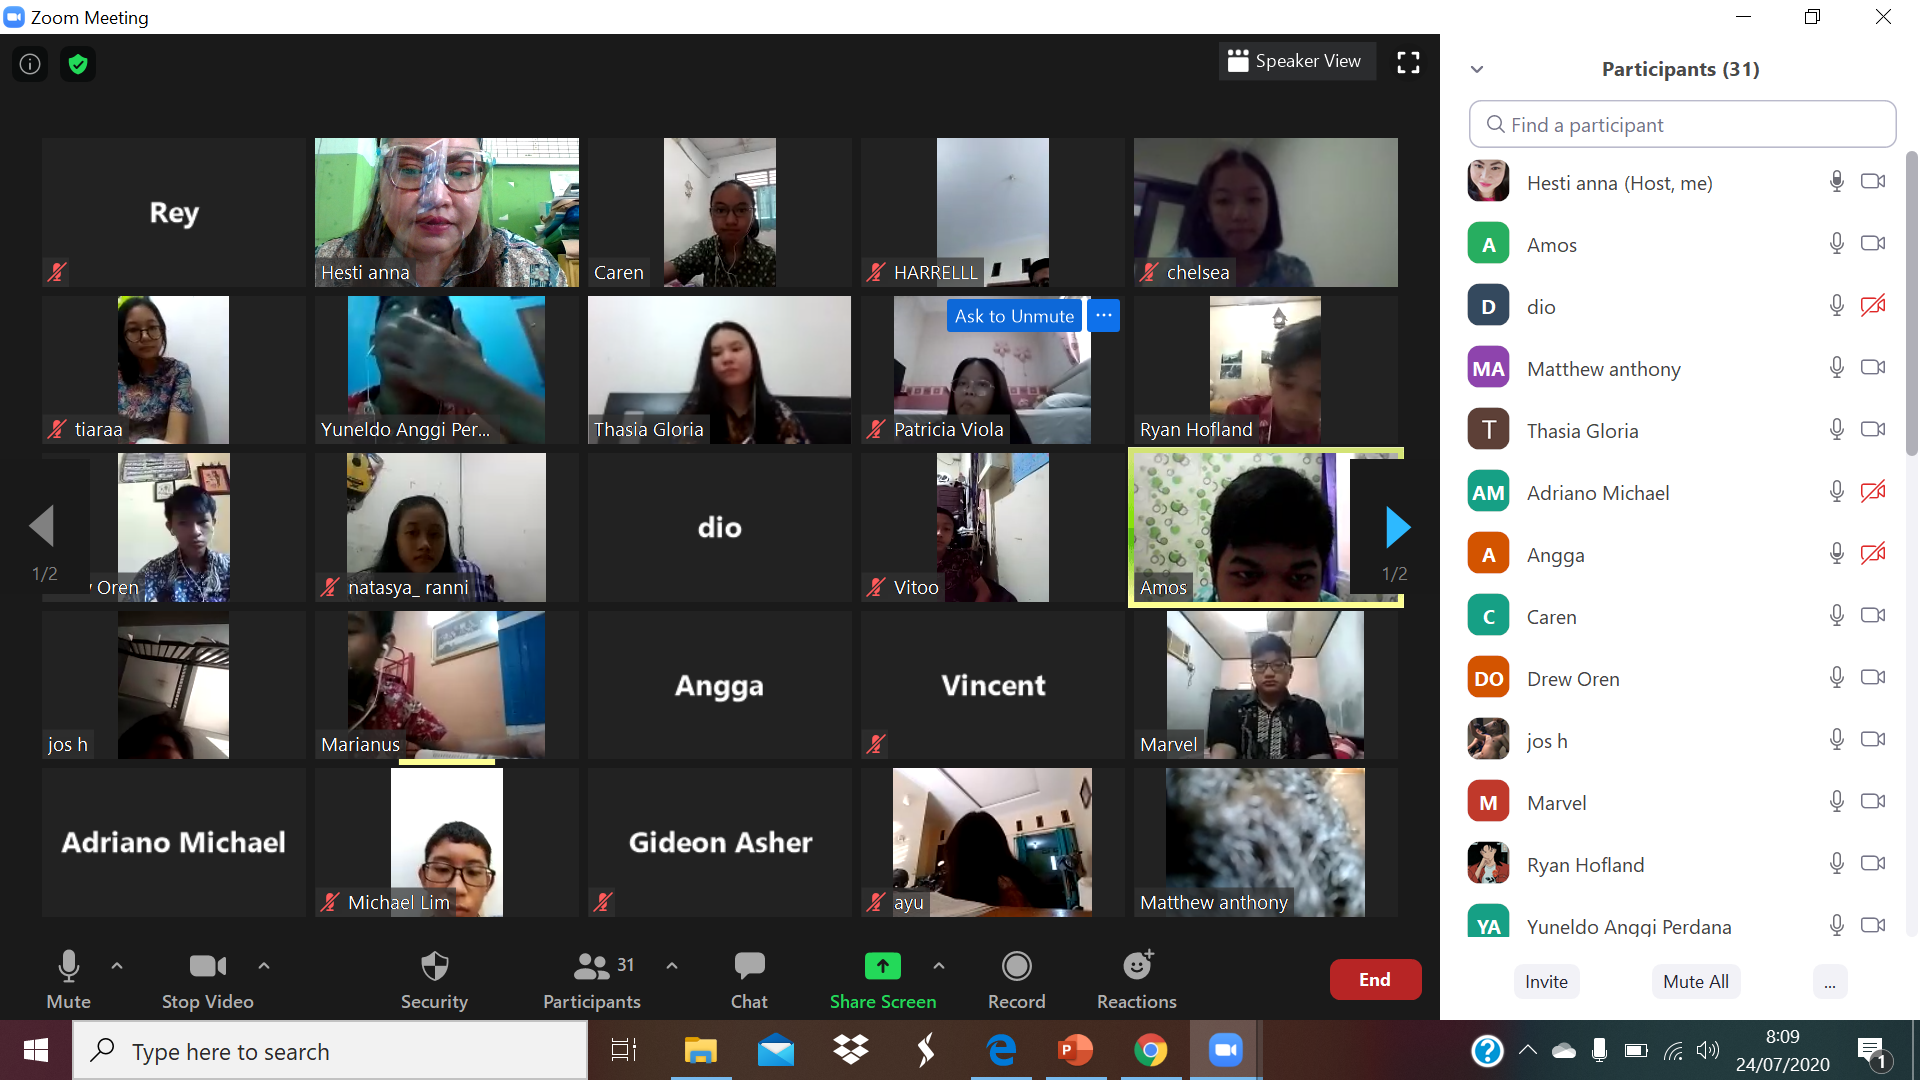 Zoom Meeting
Speaker View
Rey
Hesti anna
Caren
HARRELLL
chelsea
tiaraa
Yuneldo Anggi Per...
Thasia Gloria
Ask to Unmute ...
Patricia Viola
Ryan Hofland
1/2
Oren
natasya_ ranni
dio
Vitoo
Amos
1/2
jos h
Marianus
Angga
Vincent
Marvel
Adriano Michael
Michael Lim
Gideon Asher
ayu
Matthew anthony
Mute
Stop Video
Security
31
Participants
Chat
Share Screen
Record
Reactions
End
Participants (31)
Find a participant
Hesti anna (Host, me)
A Amos
D dio
MA Matthew anthony
T Thasia Gloria
AM Adriano Michael
A Angga
C Caren
DO Drew Oren
jos h
M Marvel
Ryan Hofland
YA Yuneldo Anggi Perdana
Invite
Mute All
...
Type here to search
8:09
24/07/2020
1